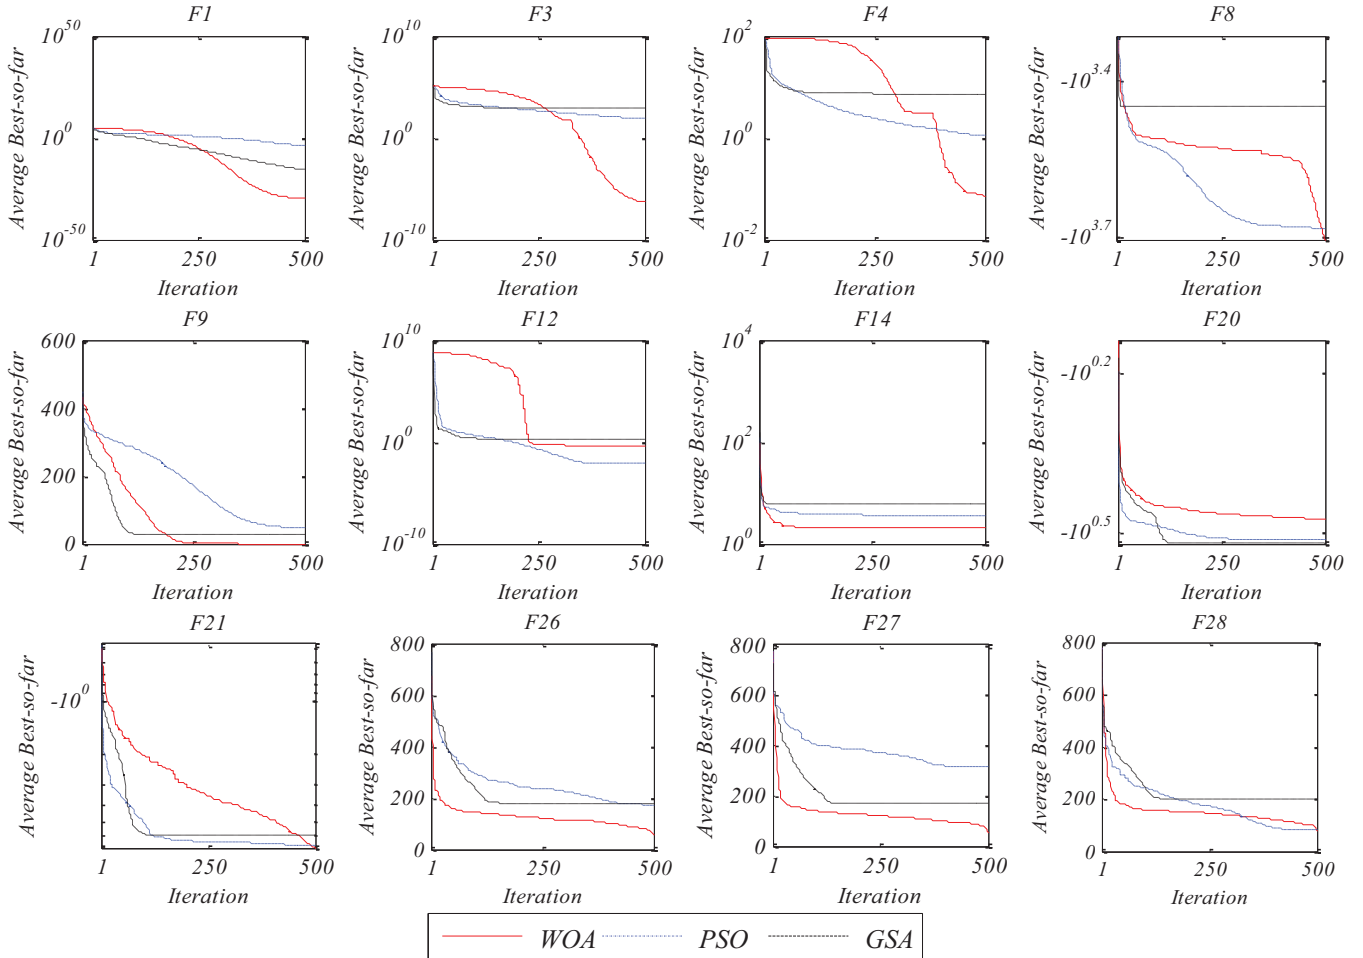 F1
F3
F4
F8
Average Best-so-far
10^50
10^0
10^-50
1
250
500
Iteration
Average Best-so-far
10^10
10^0
10^-10
1
250
500
Iteration
Average Best-so-far
10^2
10^0
10^-2
1
250
500
Iteration
Average Best-so-far
-10^3.4
-10^3.7
1
250
500
Iteration
F9
F12
F14
F20
Average Best-so-far
600
400
200
0
1
250
500
Iteration
Average Best-so-far
10^10
10^0
10^-10
1
250
500
Iteration
Average Best-so-far
10^4
10^2
10^0
1
250
500
Iteration
Average Best-so-far
-10^0.2
-10^0.5
1
250
500
Iteration
F21
F26
F27
F28
Average Best-so-far
-10^0
1
250
500
Iteration
Average Best-so-far
800
600
400
200
0
1
250
500
Iteration
Average Best-so-far
800
600
400
200
0
1
250
500
Iteration
Average Best-so-far
800
600
400
200
0
1
250
500
Iteration
WOA
PSO
GSA